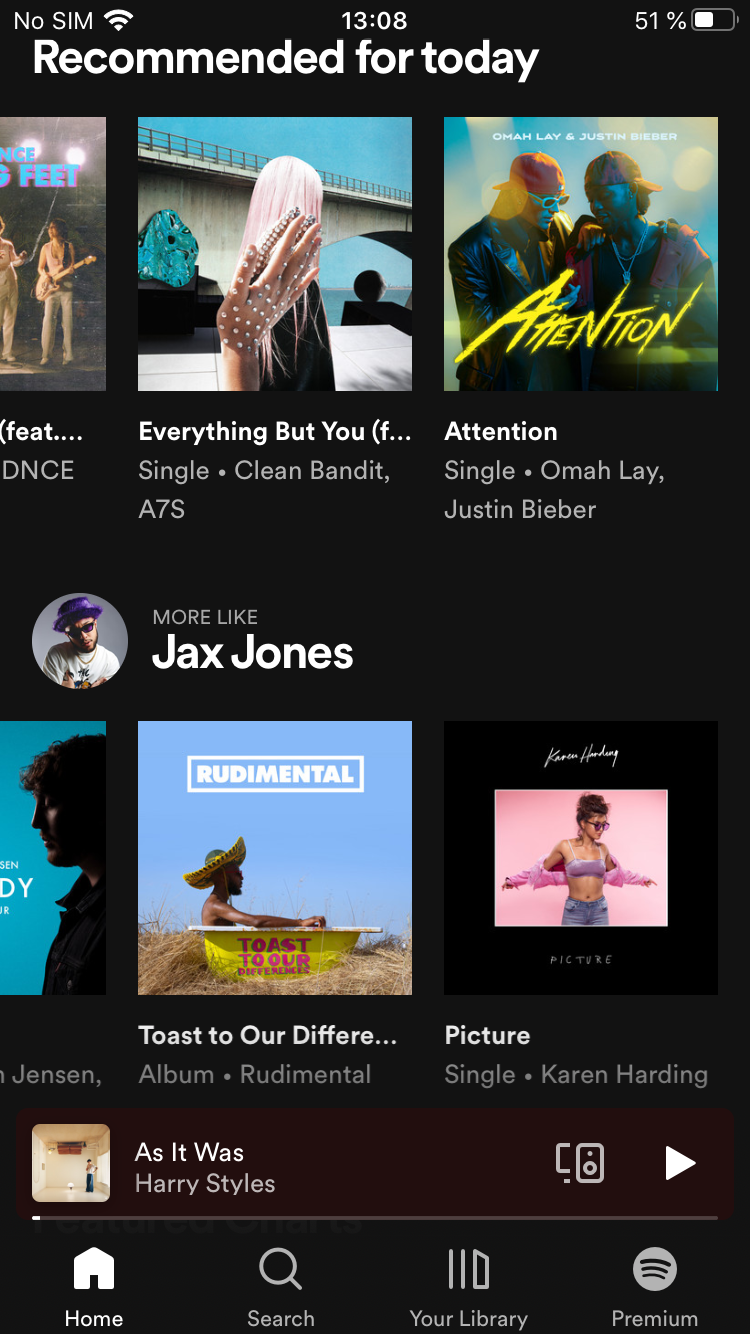 No SIM 13:08 51 %
Recommended for today
NCE
G FEET
OMAH LAY & JUSTIN BIEBER
ATTENTION
(feat.... Everything But You (f... Attention
DNCE Single • Clean Bandit, Single • Omah Lay,
A7S Justin Bieber
MORE LIKE
Jax Jones
RUDIMENTAL
Karen Harding
SEN
DY
UR
TOAST
TO OUR
DIFFERENCES
PICTURE
Toast to Our Differe... Picture
n Jensen, Album • Rudimental Single • Karen Harding
As It Was
Harry Styles
Featured Charts
Home Search Your Library Premium